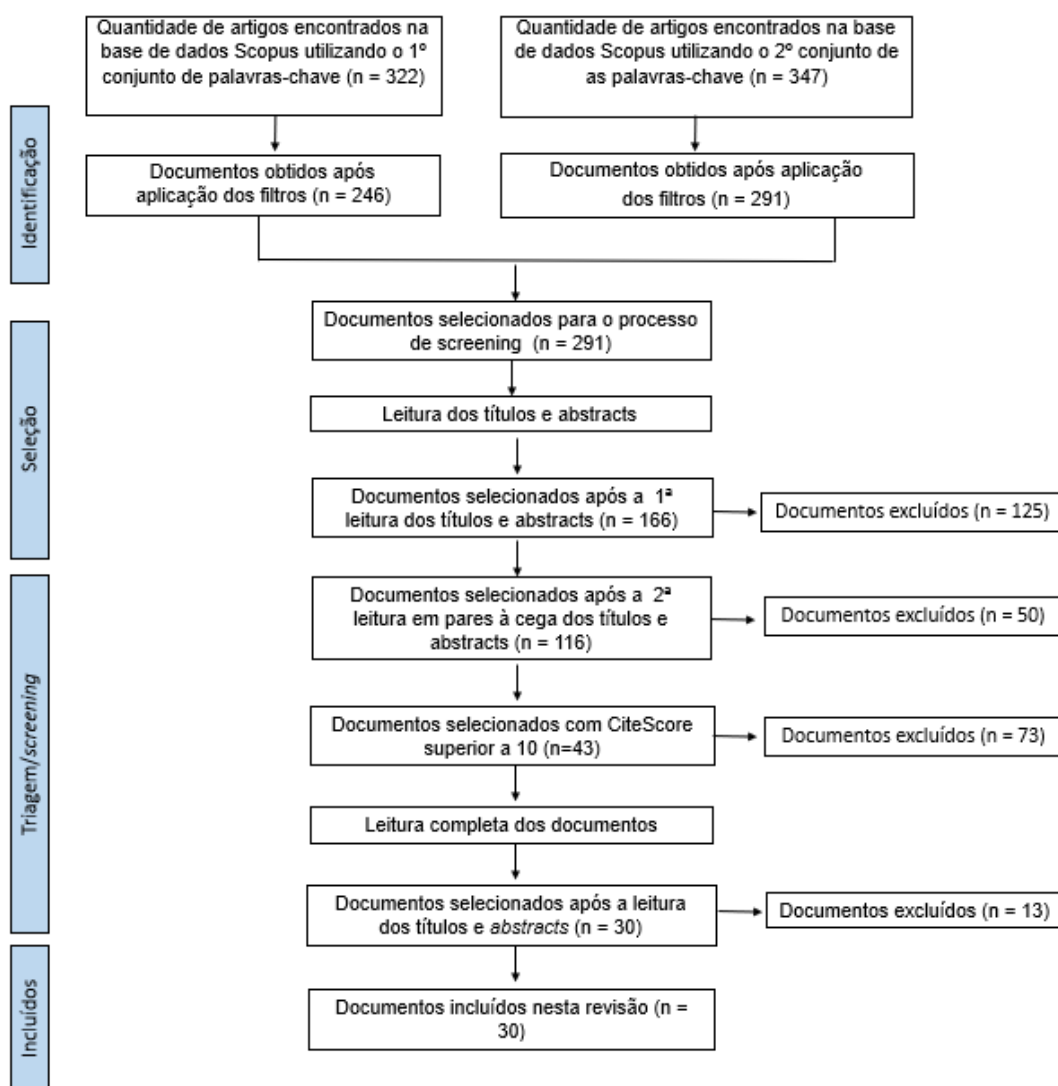 Quantidade de artigos encontrados na
base de dados Scopus utilizando o 1º
conjunto de palavras-chave (n = 322)
Quantidade de artigos encontrados na base
de dados Scopus utilizando o 2º conjunto de
as palavras-chave (n = 347)
Identificação
Documentos obtidos após
aplicação dos filtros (n = 246)
Documentos obtidos após aplicação
dos filtros (n = 291)
Documentos selecionados para o processo
de screening (n = 291)
Seleção
Leitura dos títulos e abstracts
Documentos selecionados após a 1ª
leitura dos títulos e abstracts (n = 166)
Documentos excluídos (n = 125)
Triagem/screening
Documentos selecionados após a 2ª
leitura em pares à cega dos títulos e
abstracts (n = 116)
Documentos excluídos (n = 50)
Documentos selecionados com CiteScore
superior a 10 (n=43)
Documentos excluídos (n = 73)
Leitura completa dos documentos
Documentos selecionados após a leitura
dos títulos e abstracts (n = 30)
Documentos excluídos (n = 13)
Incluídos
Documentos incluídos nesta revisão (n =
30)